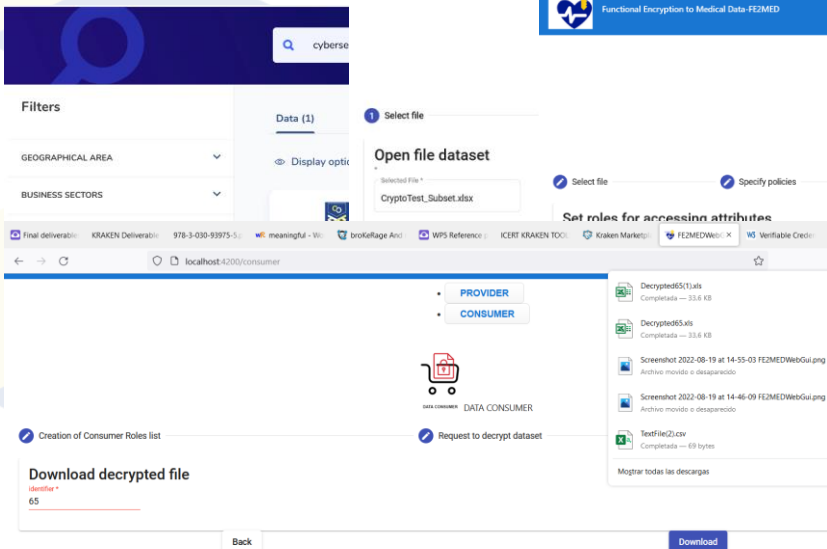 Functional Encryption to Medical Data-FE2MED
cyberse
Filters
Data (1)
GEOGRAPHICAL AREA
Display optio
BUSINESS SECTORS
1 Select file
Open file dataset
Selected File *
CryptoTest_Subset.xlsx
Select file
Specify policies
Set roles for accessing attributes
Final deliverable
KRAKEN Deliverable
978-3-030-93975-5.p
meaningful - Wo
broKeRage And
WP5 Reference p
ICERT KRAKEN TOOL
Kraken Marketpl
FE2MEDWebG
Verifiable Creden
localhost:4200/consumer
PROVIDER
CONSUMER
DATA CONSUMER DATA CONSUMER
Creation of Consumer Roles list
Request to decrypt dataset
Download decrypted file
identifier *
65
Back
Download
Decrypted65(1).xls
Completada — 33.6 KB
Decrypted65.xls
Completada — 33.6 KB
Screenshot 2022-08-19 at 14-55-03 FE2MEDWebGui.png
Archivo movido o desaparecido
Screenshot 2022-08-19 at 14-46-09 FE2MEDWebGui.png
Archivo movido o desaparecido
TextFile(2).csv
Completada — 69 bytes
Mostrar todas las descargas